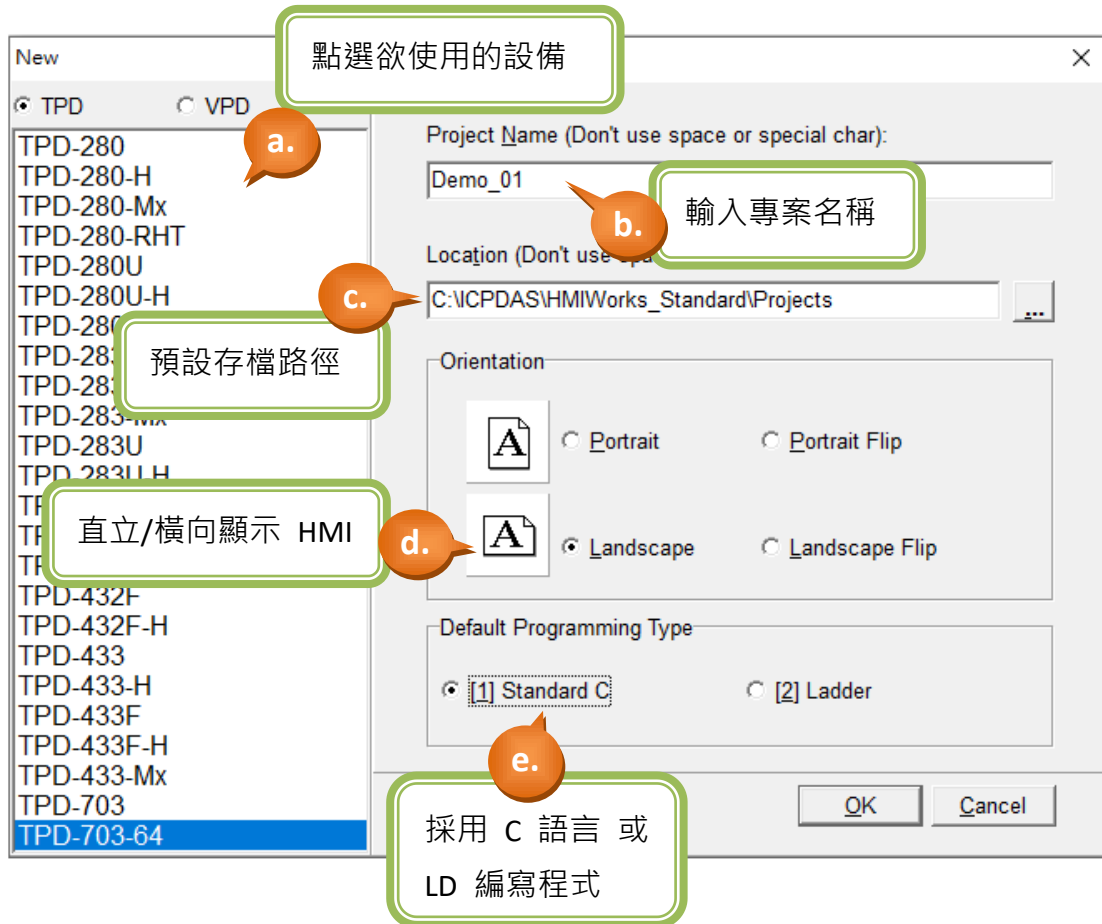 點選欲使用的設備
New
TPD
VPD
a.
TPD-280
TPD-280-H
TPD-280-Mx
TPD-280-RHT
TPD-280U
TPD-280U-H
TPD-283U
TPD-432F
TPD-432F-H
TPD-433
TPD-433-H
TPD-433F
TPD-433F-H
TPD-433-Mx
TPD-703
TPD-703-64
Project Name (Don't use space or special char):
Demo_01
b.
輸入專案名稱
Location (Don't use
c.
C:\ICPDAS\HMIWorks_Standard\Projects
...
預設存檔路徑
Orientation
A
Portrait
Portrait Flip
直立/橫向顯示 HMI
d.
A
Landscape
Landscape Flip
Default Programming Type
[1] Standard C
[2] Ladder
e.
採用 C 語言 或
LD 編寫程式
OK
Cancel